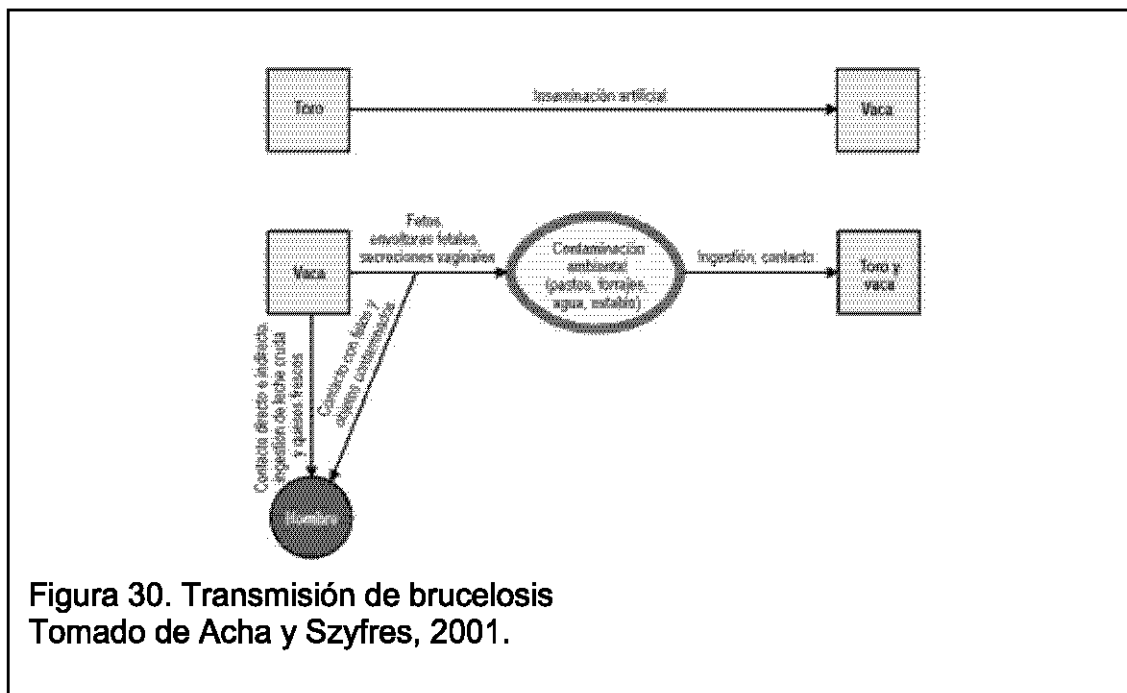 Toro
Inseminación artificial
Vaca
Vaca
Fetos,
envolturas fetales,
secreciones vaginales
Contaminación
ambiental
(pastos, forrajes,
agua, establo)
Ingestión, contacto
Toro y
vaca
Contacto directo e indirecto,
ingestión de leche cruda
y quesos frescos
Contacto con fetos y
objetos contaminados
Hombre
Figura 30. Transmisión de brucelosis
Tomado de Acha y Szyfres, 2001.